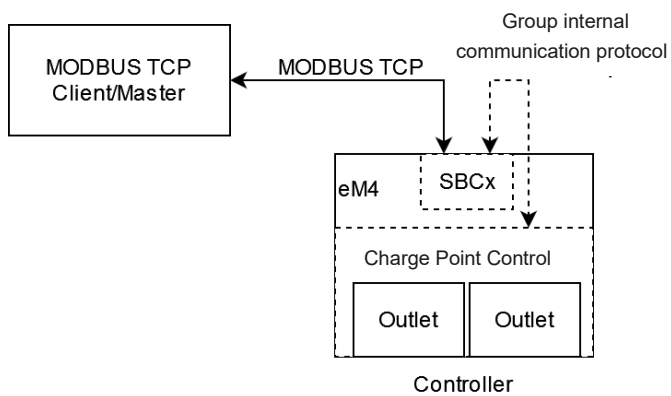 Group internal
communication protocol
MODBUS TCP
Client/Master
MODBUS TCP
SBCx
eM4
Charge Point Control
Outlet
Outlet
Controller